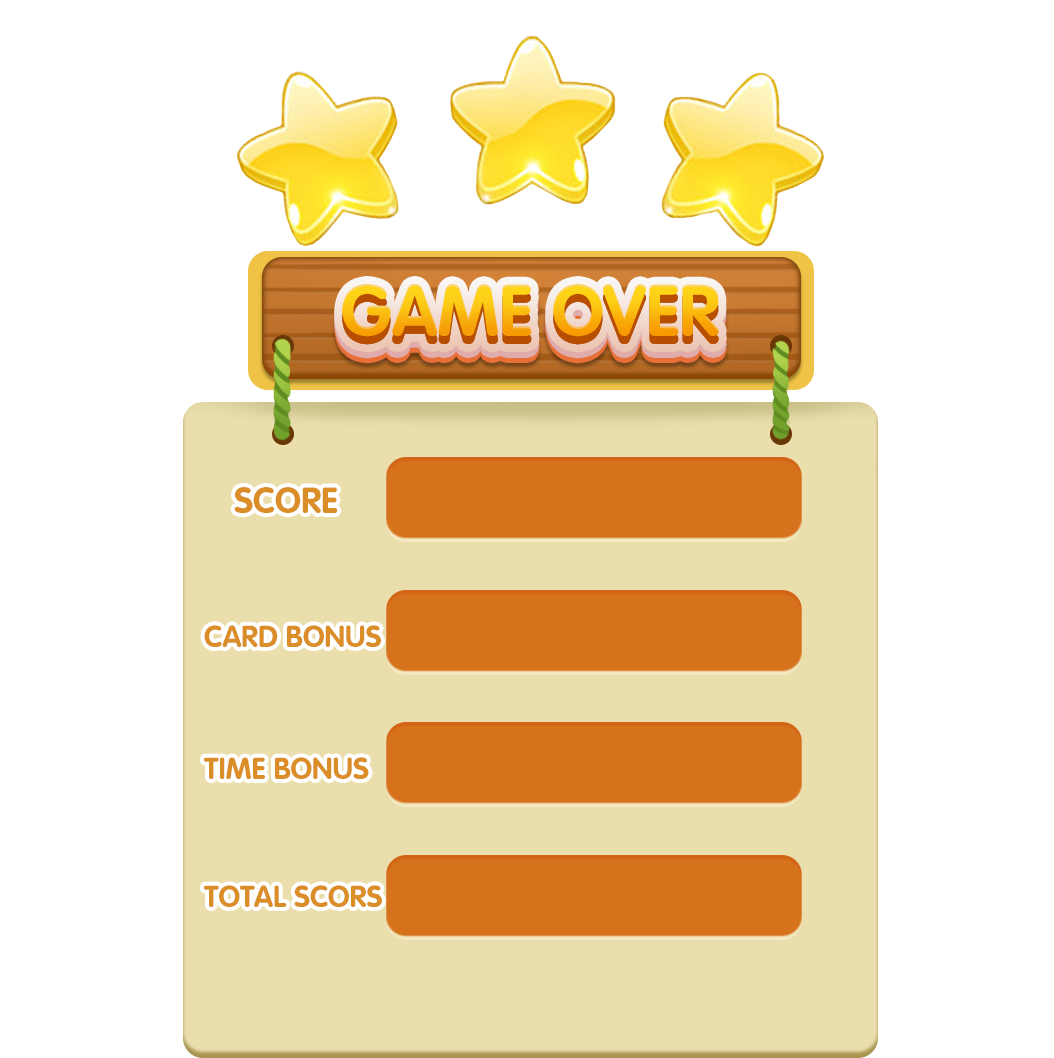 GAME OVER
SCORE
CARD BONUS
TIME BONUS
TOTAL SCORS